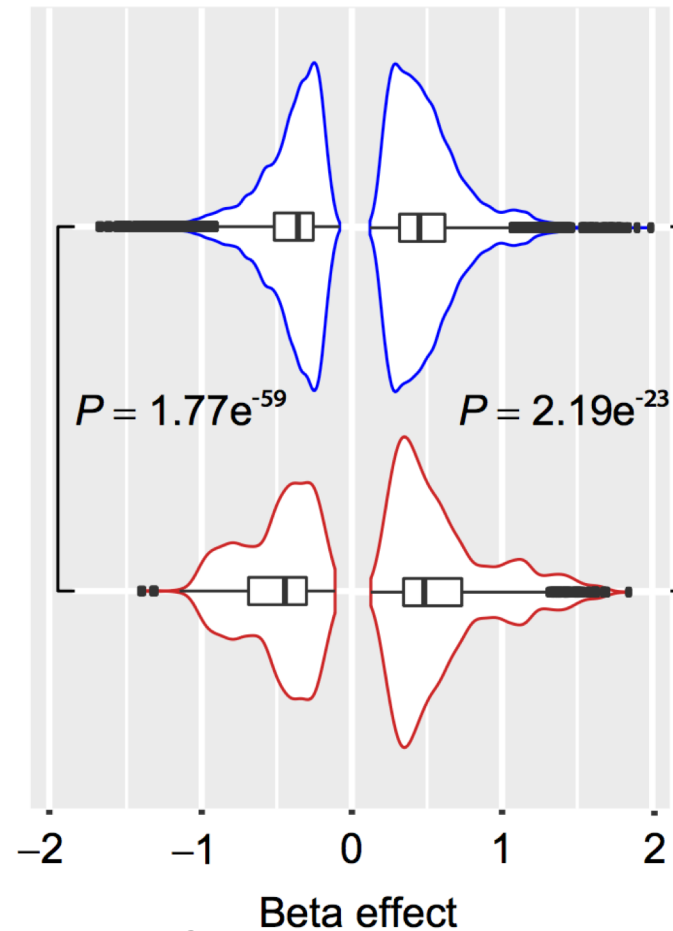 P = 1.77e-59
P = 2.19e-23
−2 −1 0 1 2
Beta effect